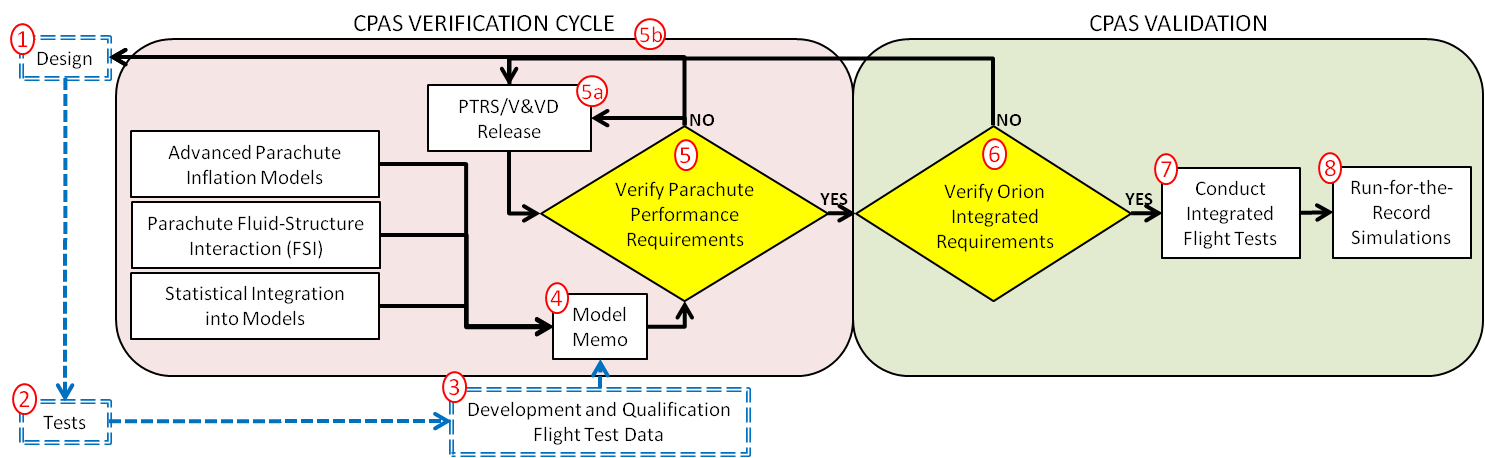 CPAS VERIFICATION CYCLE
CPAS VALIDATION
1
Design
5b
5a
PTRS/V&VD
Release
NO
NO
Advanced Parachute
Inflation Models
Parachute Fluid-Structure
Interaction (FSI)
Statistical Integration
into Models
5
Verify Parachute
Performance
Requirements
YES
6
Verify Orion
Integrated
Requirements
YES
7
Conduct
Integrated
Flight Tests
8
Run-for-the-
Record
Simulations
4
Model
Memo
2
Tests
3
Development and Qualification
Flight Test Data